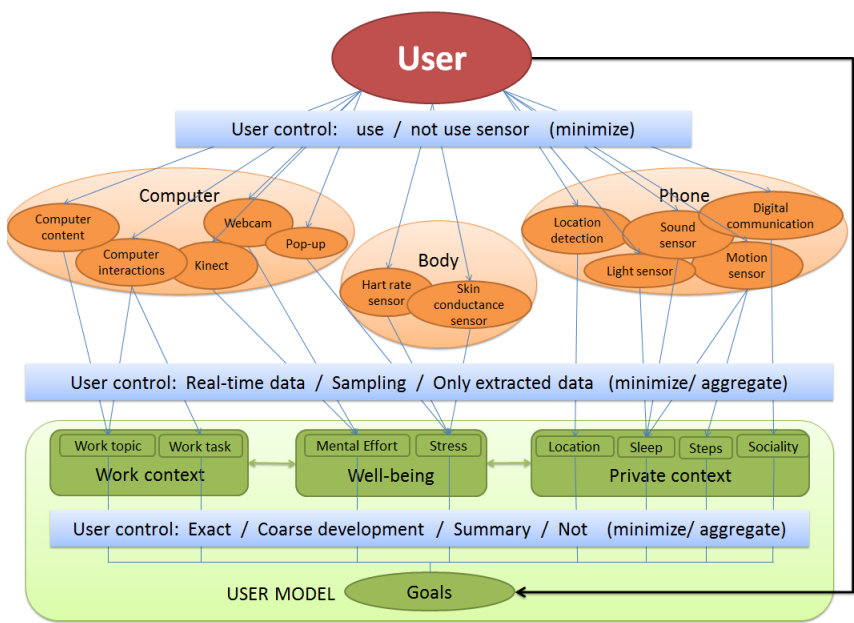 User
User control: use / not use sensor (minimize)
Computer
Phone
Computer
content
Webcam
Computer
interactions
Kinect
Pop-up
Body
Hart rate
sensor
Skin
conductance
sensor
Location
detection
Sound
sensor
Digital
communication
Light sensor
Motion
sensor
User control: Real-time data / Sampling / Only extracted data (minimize/ aggregate)
Work topic
Work task
Work context
Mental Effort
Stress
Well-being
Location
Sleep
Steps
Sociality
Private context
User control: Exact / Coarse development / Summary / Not (minimize/ aggregate)
USER MODEL
Goals